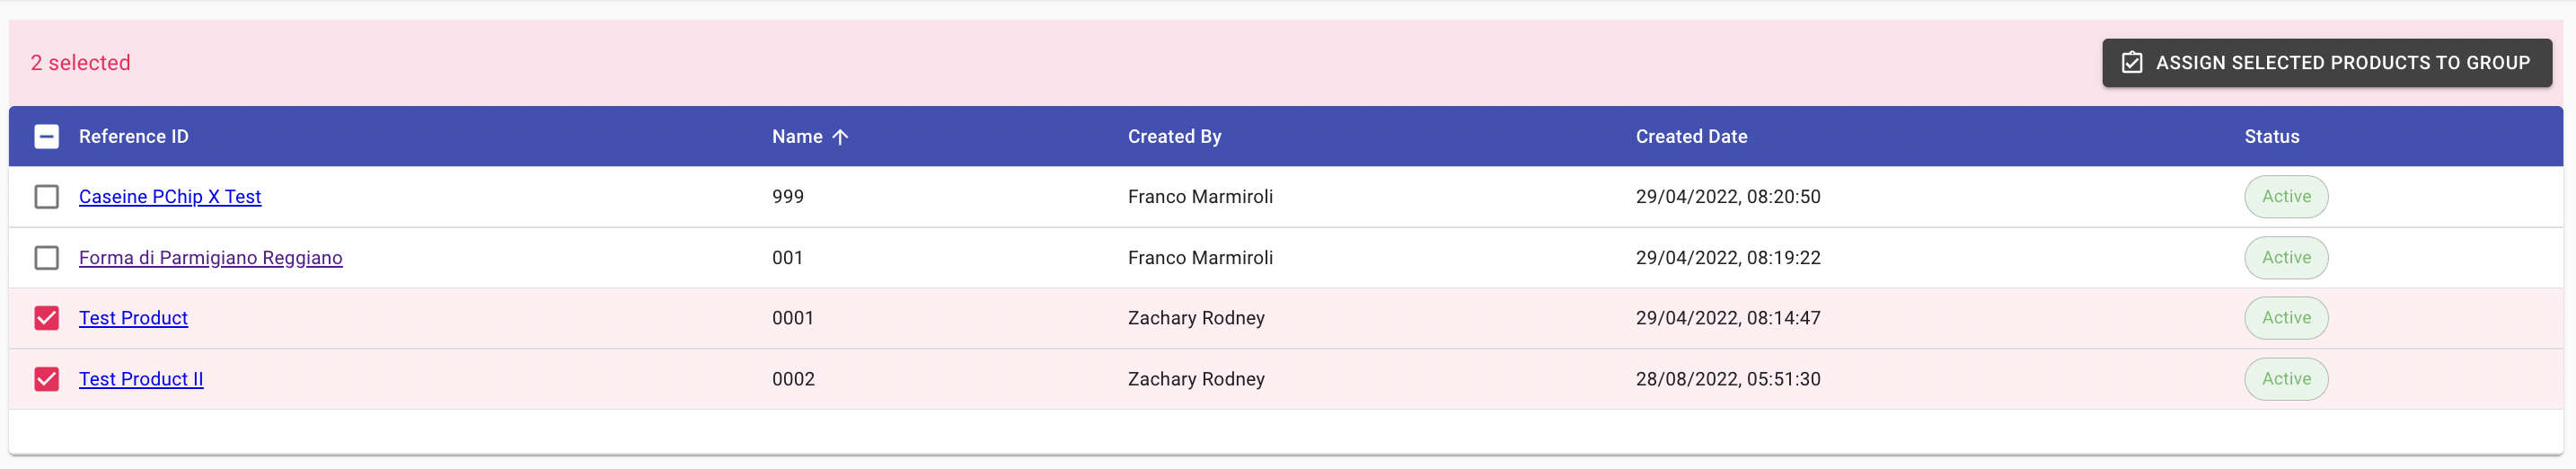 2 selected
ASSIGN SELECTED PRODUCTS TO GROUP
Reference ID Name Created By Created Date Status
Caseine PChip X Test 999 Franco Marmiroli 29/04/2022, 08:20:50 Active
Forma di Parmigiano Reggiano 001 Franco Marmiroli 29/04/2022, 08:19:22 Active
Test Product 0001 Zachary Rodney 29/04/2022, 08:14:47 Active
Test Product II 0002 Zachary Rodney 28/08/2022, 05:51:30 Active